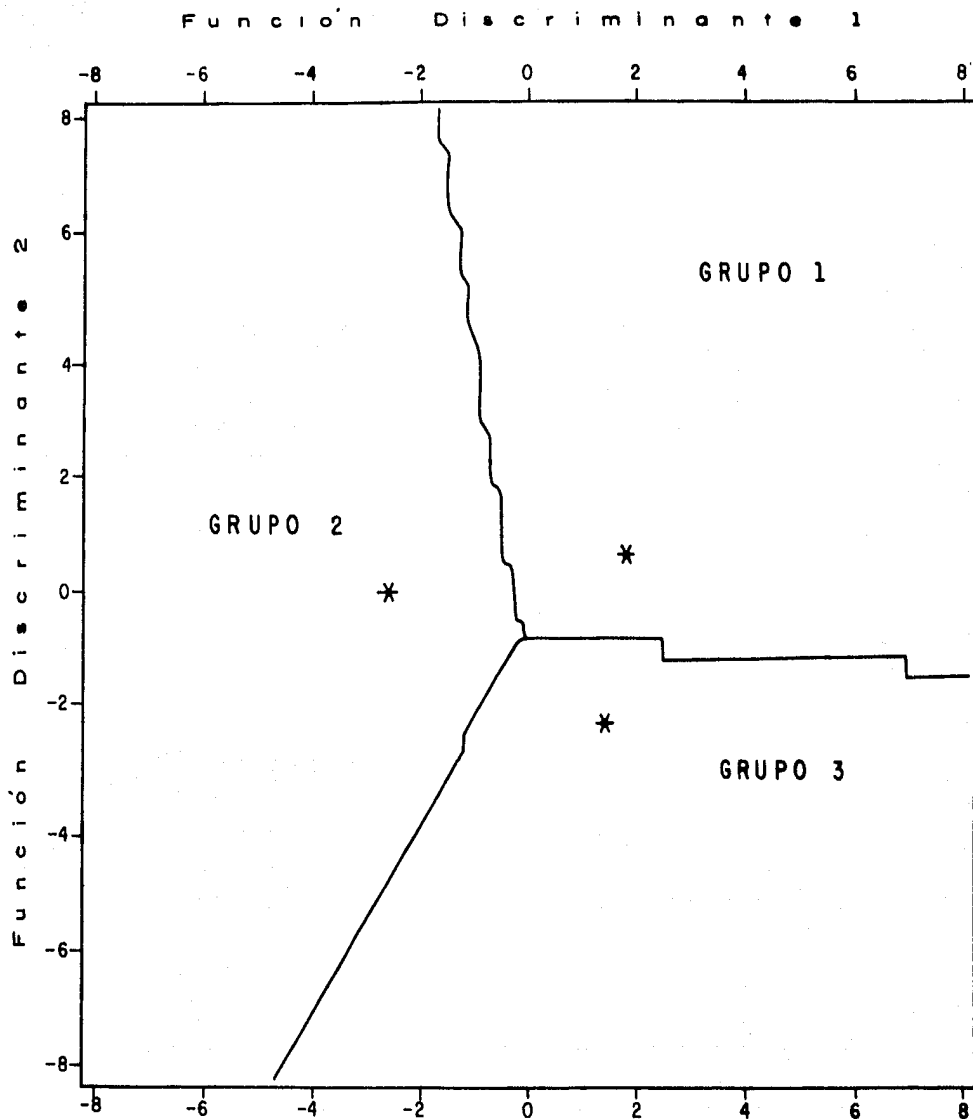 Función Discriminante 1
-8 -6 -4 -2 0 2 4 6 8
Función Discriminante 2
8
6
4
2
0
-2
-4
-6
-8
GRUPO 1
GRUPO 2
GRUPO 3
-8 -6 -4 -2 0 2 4 6 8